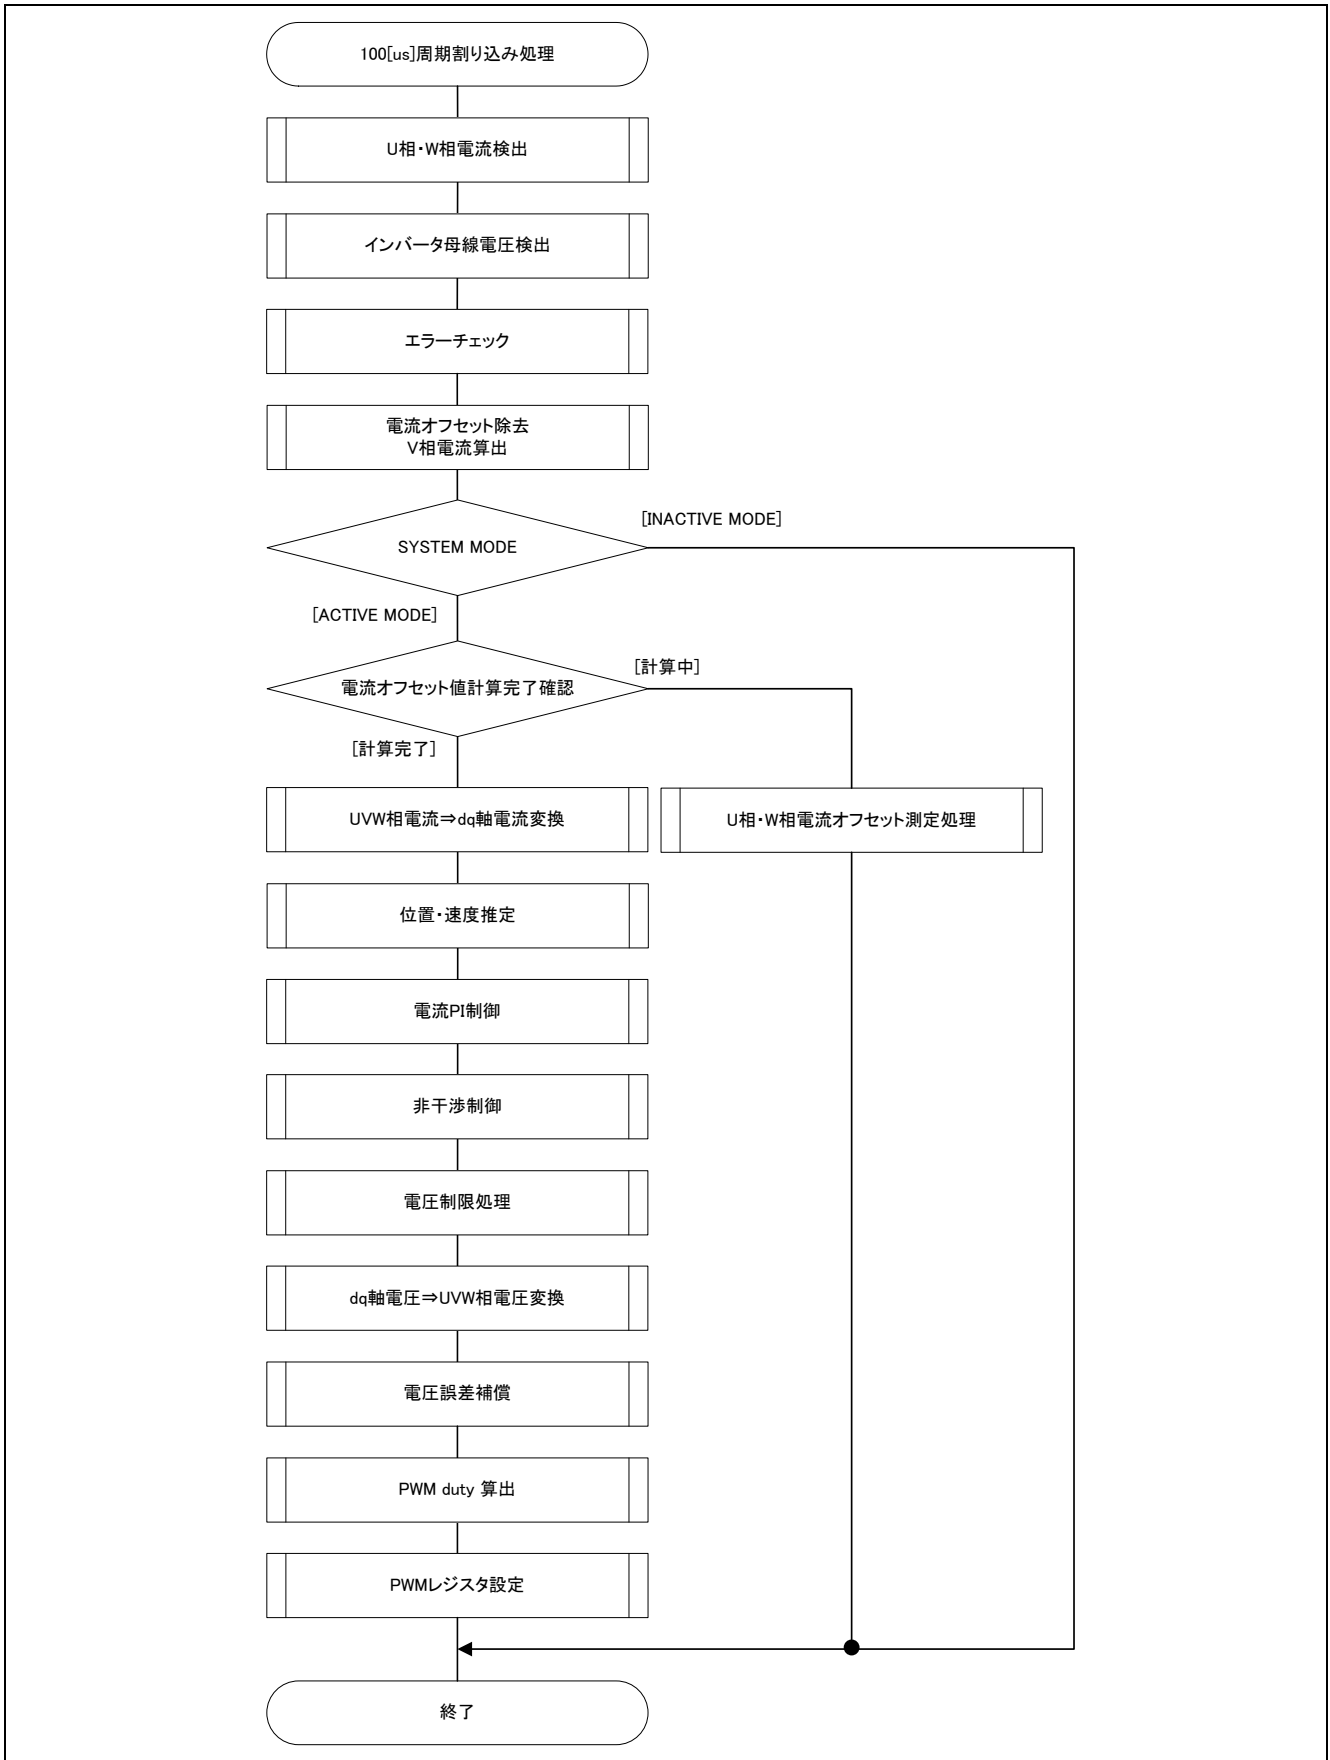 100[us]周期割り込み処理
U相・W相電流検出
インバータ母線電圧検出
エラーチェック
電流オフセット除去
V相電流算出
[INACTIVE MODE]
SYSTEM MODE
[ACTIVE MODE]
[計算中]
電流オフセット値計算完了確認
[計算完了]
UVW相電流⇒dq軸電流変換
U相・W相電流オフセット測定処理
位置・速度推定
電流PI制御
非干渉制御
電圧制限処理
dq軸電圧⇒UVW相電圧変換
電圧誤差補償
PWM duty 算出
PWMレジスタ設定
終了